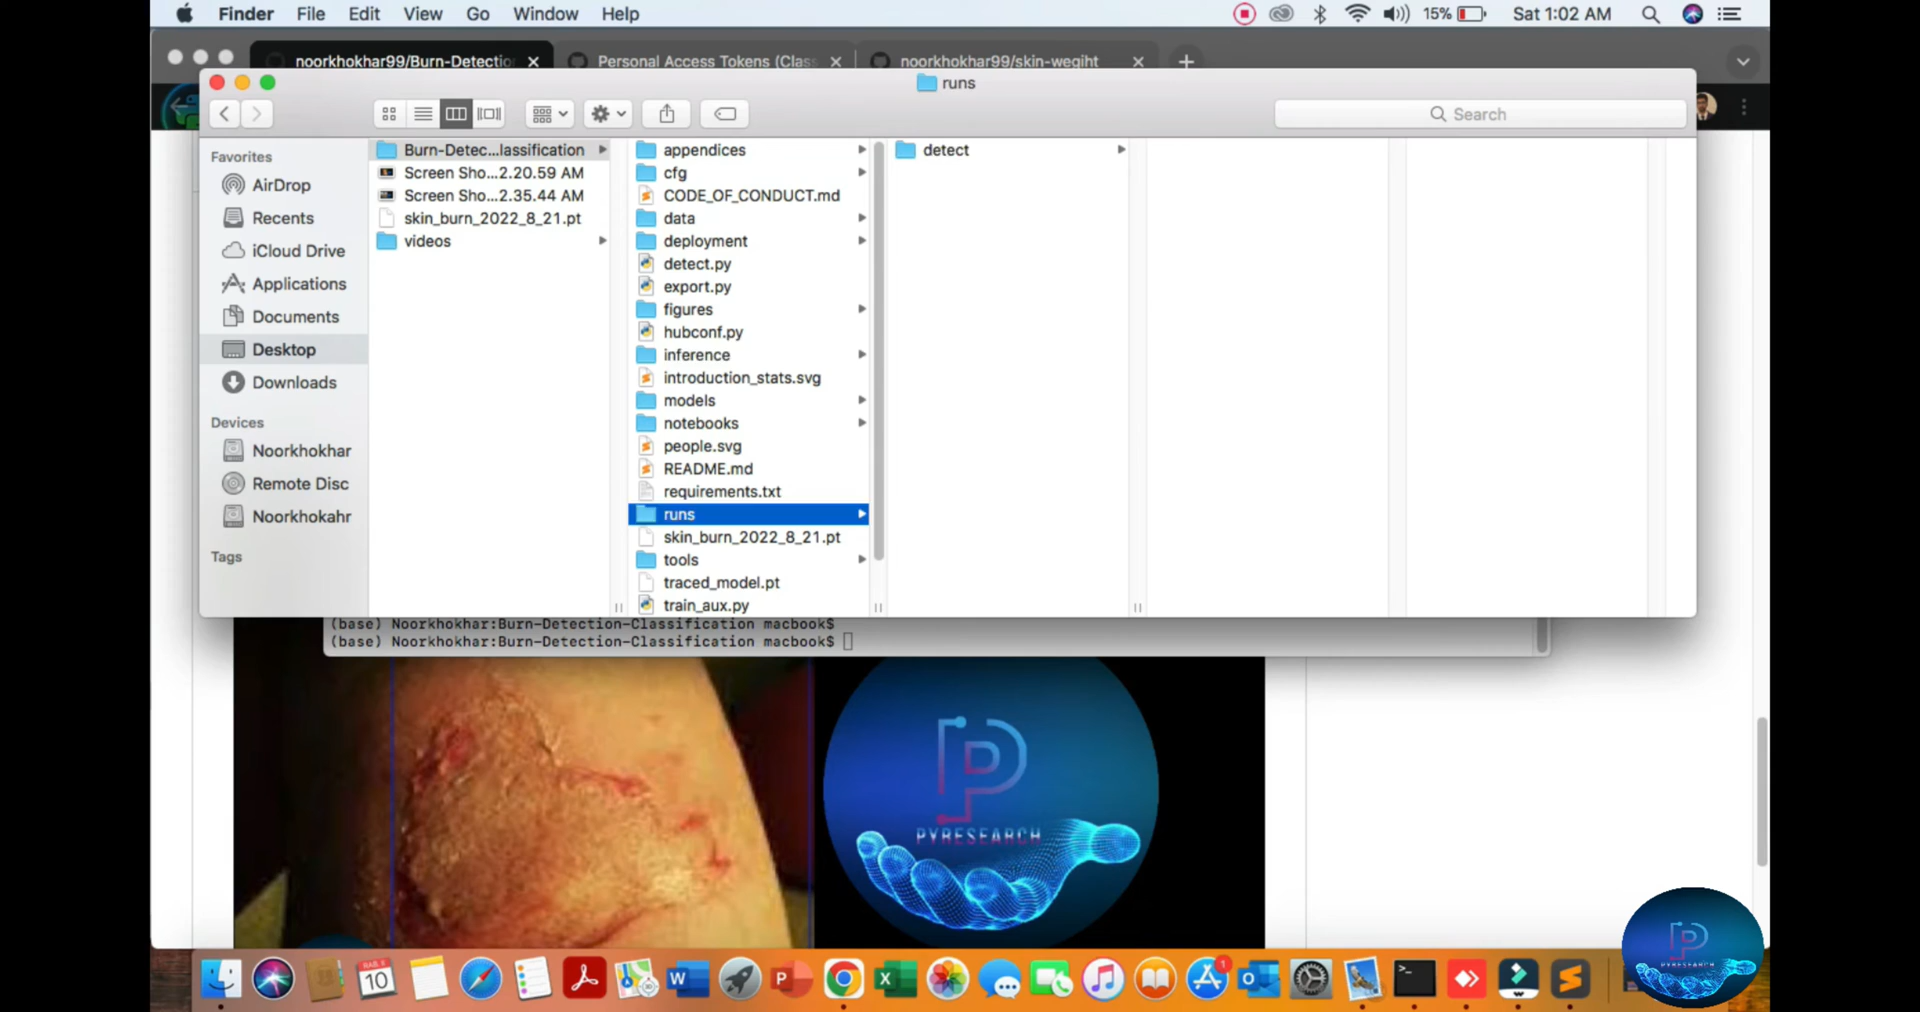 Finder File Edit View Go Window Help 15% Sat 1:02 AM
noorkhokhar99/Burn-Detectio
Personal Access Tokens (Clas
noorkhokhar99/skin-wegiht
runs
Search
Favorites
AirDrop
Recents
iCloud Drive
Applications
Documents
Desktop
Downloads
Devices
Noorkhokhar
Remote Disc
Noorkhokahr
Tags
Burn-Detec...lassification
Screen Sho...2.20.59 AM
Screen Sho...2.35.44 AM
skin_burn_2022_8_21.pt
videos
appendices
cfg
CODE_OF_CONDUCT.md
data
deployment
detect.py
export.py
figures
hubconf.py
inference
introduction_stats.svg
models
notebooks
people.svg
README.md
requirements.txt
runs
skin_burn_2022_8_21.pt
tools
traced_model.pt
train_aux.py
detect
(base) Noorkhokhar:Burn-Detection-Classification macbook$
(base) Noorkhokhar:Burn-Detection-Classification macbook$
PYRESEARCH
10
1
PYRESEARCH